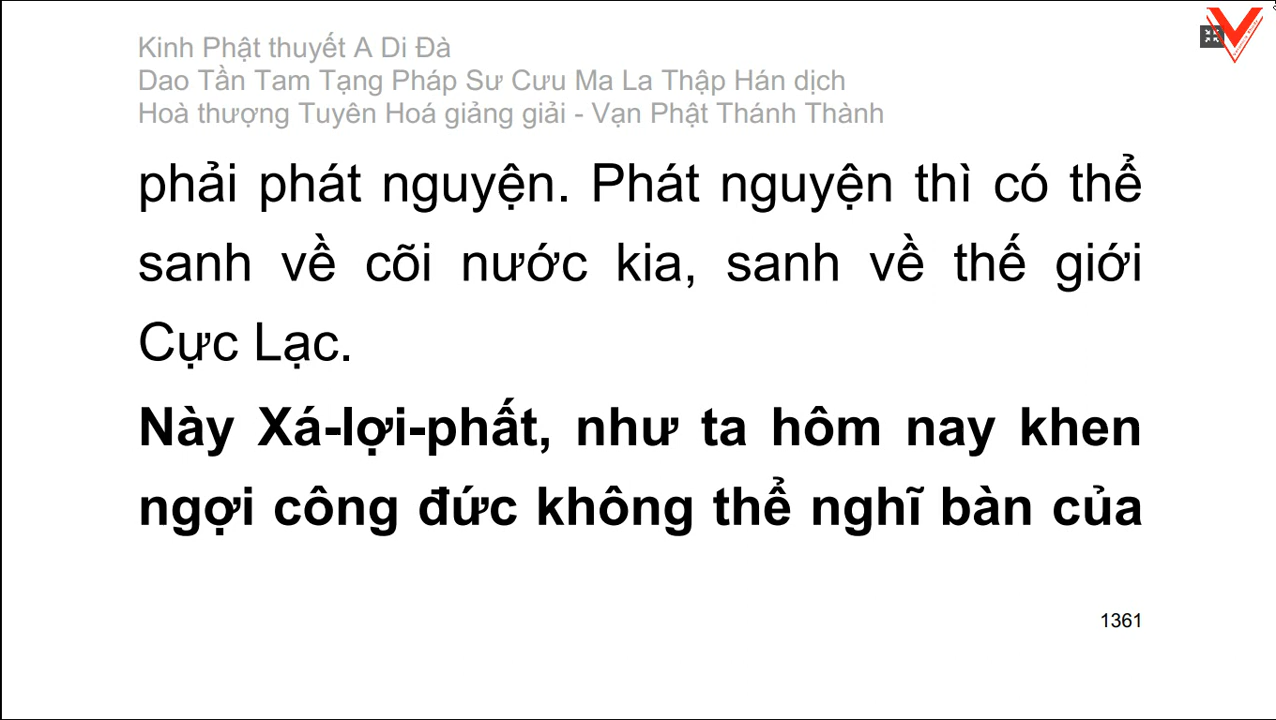 Kinh Phật thuyết A Di Đà
Dao Tần Tam Tạng Pháp Sư Cưu Ma La Thập Hán dịch
Hoà thượng Tuyên Hoá giảng giải - Vạn Phật Thánh Thành
phải phát nguyện. Phát nguyện thì có thể
sanh về cõi nước kia, sanh về thế giới
Cực Lạc.
Này Xá-lợi-phất, như ta hôm nay khen
ngợi công đức không thể nghĩ bàn của
1361